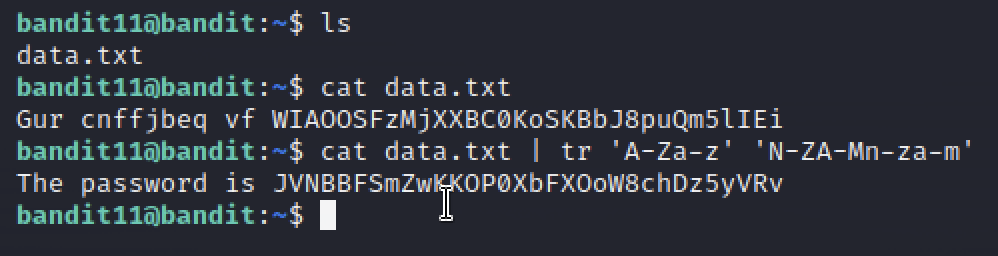 bandit11@bandit:~$ ls
data.txt
bandit11@bandit:~$ cat data.txt
Gur cnffjbeq vf WIAOOSFzMjXXBC0KoSKBbJ8puQm5lIEi
bandit11@bandit:~$ cat data.txt | tr 'A-Za-z' 'N-ZA-Mn-za-m'
The password is JVNBBFSmZwKKOP0XbFXOoW8chDz5yVRv
bandit11@bandit:~$